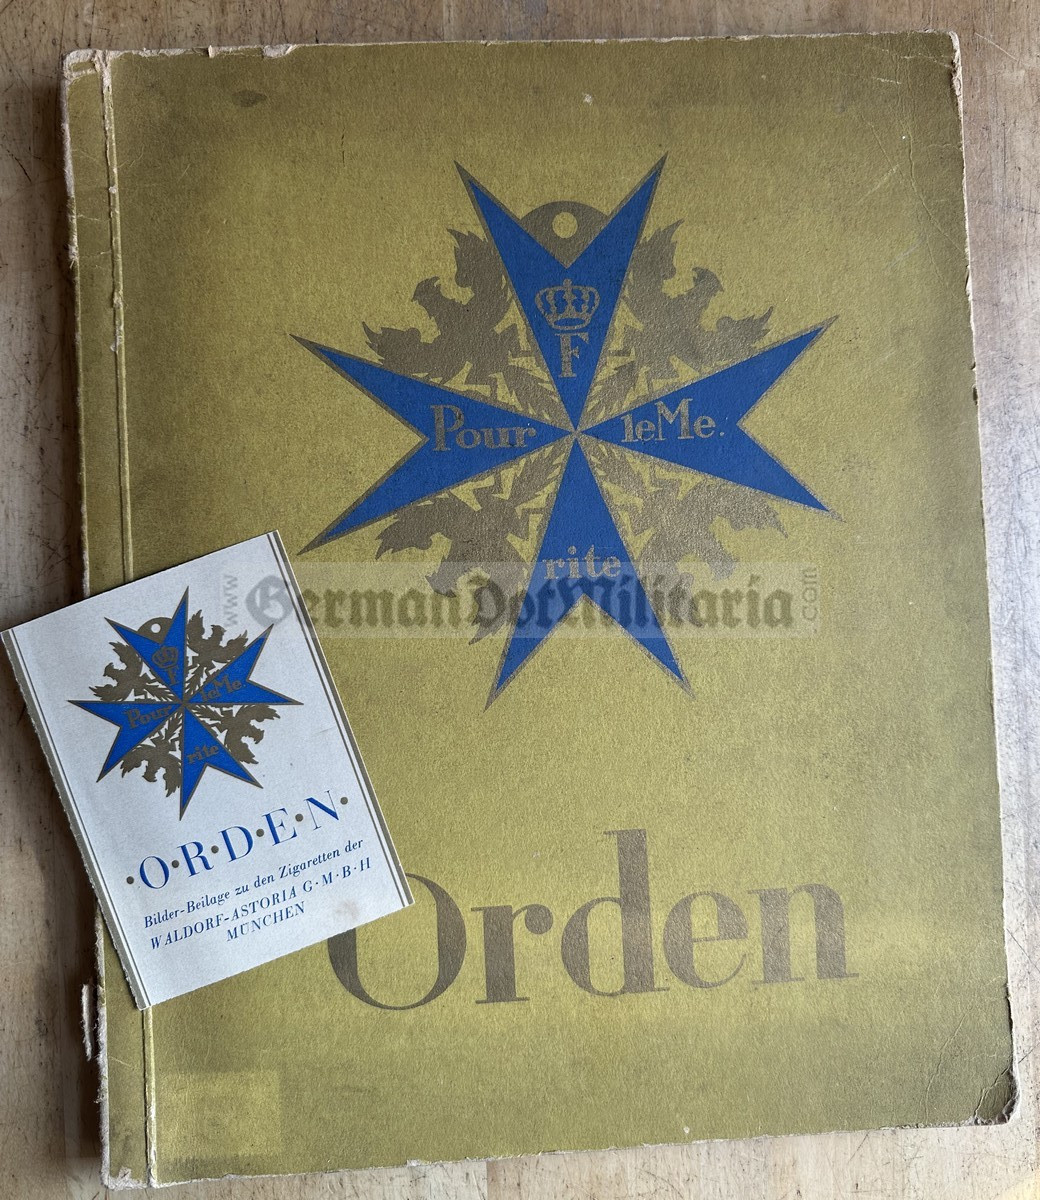 F
Pour leMe.
rite
www.GermanDotMilitaria.com
F
Pour leMe.
rite
·O·R·D·E·N·
Bilder-Beilage zu den Zigaretten der
WALDORF-ASTORIA G·M·B·H
MÜNCHEN
Orden